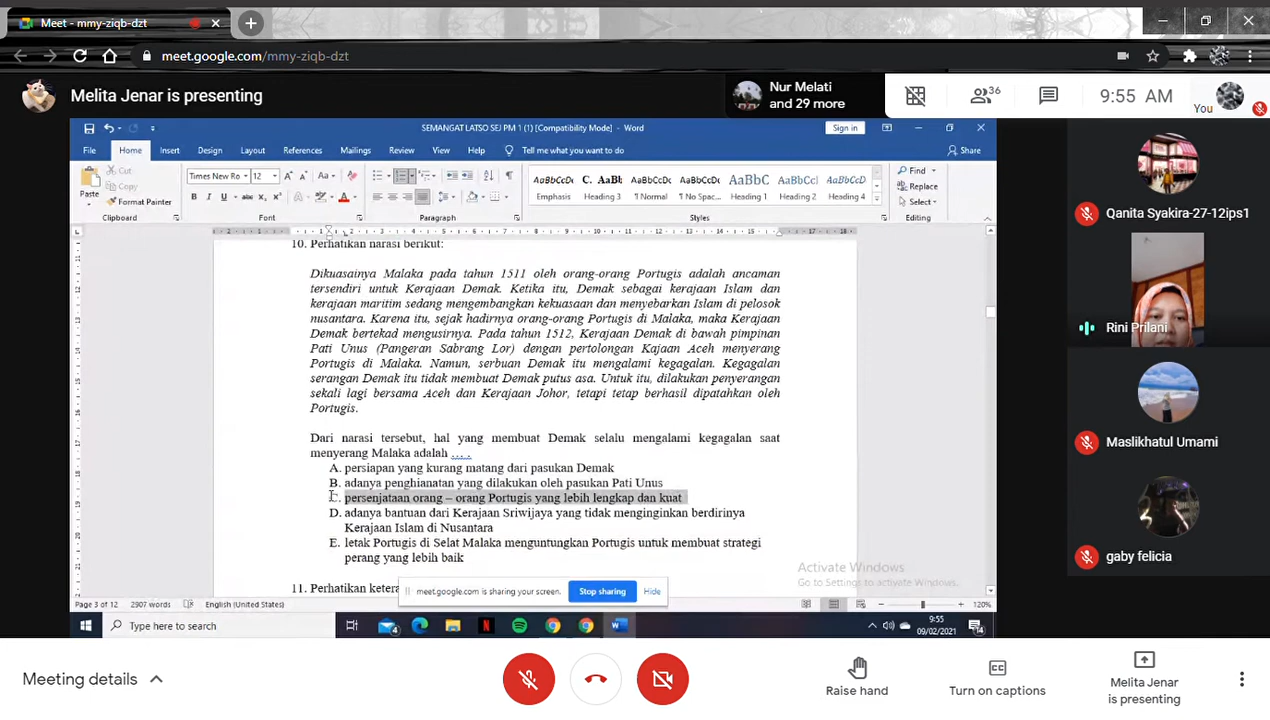 Meet - mmy-ziqb-dzt
meet.google.com/mmy-ziqb-dzt
Melita Jenar is presenting
Nur Melati
and 29 more
36
9:55 AM
You
SEMANGAT LATSO SEJ PM 1 (1) [Compatibility Mode] - Word
Sign in
File Home Insert Design Layout References Mailings Review View Help Tell me what you want to do Share
Paste
Cut
Copy
Format Painter
Times New Ro 12
Clipboard Font Paragraph Styles Editing
Emphasis Heading 3 ¶ Normal ¶ No Spac... Heading 1 Heading 2 Heading 4
Find
Replace
Select
10. Perhatikan narasi berikut:
Dikuasainya Malaka pada tahun 1511 oleh orang-orang Portugis adalah ancaman
tersendiri untuk Kerajaan Demak. Ketika itu, Demak sebagai kerajaan Islam dan
kerajaan maritim sedang mengembangkan kekuasaan dan menyebarkan Islam di pelosok
nusantara. Karena itu, sejak hadirnya orang-orang Portugis di Malaka, maka Kerajaan
Demak bertekad mengusirnya. Pada tahun 1512, Kerajaan Demak di bawah pimpinan
Pati Unus (Pangeran Sabrang Lor) dengan pertolongan Kajaan Aceh menyerang
Portugis di Malaka. Namun, serbuan Demak itu mengalami kegagalan. Kegagalan
serangan Demak itu tidak membuat Demak putus asa. Untuk itu, dilakukan penyerangan
sekali lagi bersama Aceh dan Kerajaan Johor, tetapi tetap berhasil dipatahkan oleh
Portugis.
Dari narasi tersebut, hal yang membuat Demak selalu mengalami kegagalan saat
menyerang Malaka adalah ... .
A. persiapan yang kurang matang dari pasukan Demak
B. adanya penghianatan yang dilakukan oleh pasukan Pati Unus
C. persenjataan orang – orang Portugis yang lebih lengkap dan kuat
D. adanya bantuan dari Kerajaan Sriwijaya yang tidak menginginkan berdirinya
Kerajaan Islam di Nusantara
E. letak Portugis di Selat Malaka menguntungkan Portugis untuk membuat strategi
perang yang lebih baik
11. Perhatikan ketera
Activate Windows
Go to Settings to activate Windows.
meet.google.com is sharing your screen. Stop sharing Hide
Page 3 of 12 2907 words English (United States) 120%
Type here to search
9:55
09/02/2021
Qanita Syakira-27-12ips1
Rini Prilani
Maslikhatul Umami
gaby felicia
Meeting details
Raise hand
Turn on captions
Melita Jenar
is presenting